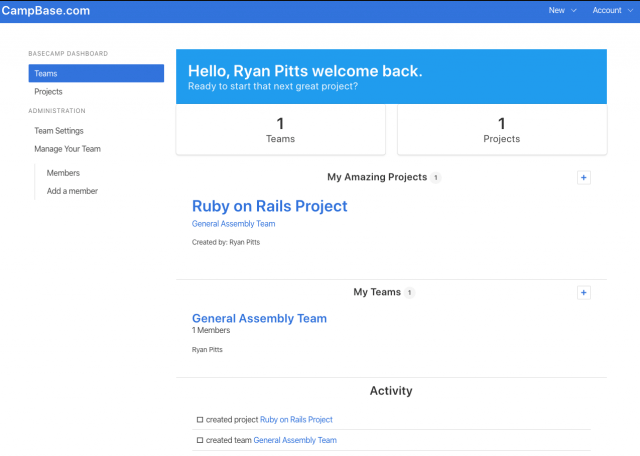 CampBase.com
New
Account
BASECAMP DASHBOARD
Teams
Projects
ADMINISTRATION
Team Settings
Manage Your Team
Members
Add a member
Hello, Ryan Pitts welcome back.
Ready to start that next great project?
1
Teams
1
Projects
My Amazing Projects 1
+
Ruby on Rails Project
General Assembly Team
Created by: Ryan Pitts
My Teams 1
+
General Assembly Team
1 Members
Ryan Pitts
Activity
created project Ruby on Rails Project
created team General Assembly Team